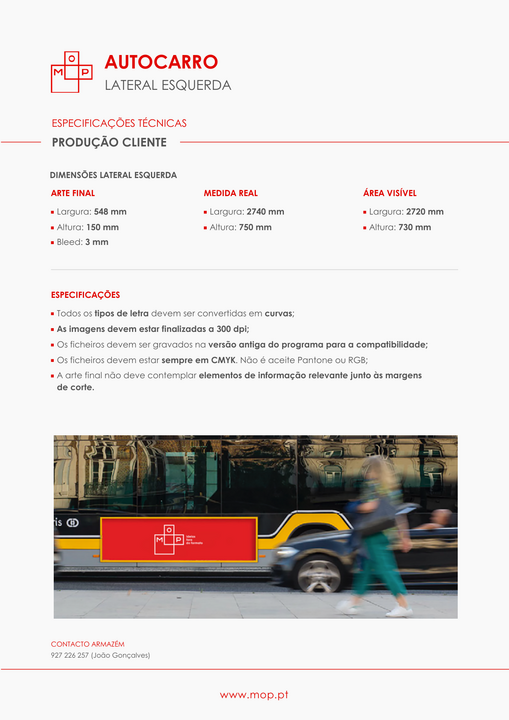 MOP
AUTOCARRO
LATERAL ESQUERDA
ESPECIFICAÇÕES TÉCNICAS
PRODUÇÃO CLIENTE
DIMENSÕES LATERAL ESQUERDA
ARTE FINAL
Largura: 548 mm
Altura: 150 mm
Bleed: 3 mm
MEDIDA REAL
Largura: 2740 mm
Altura: 750 mm
ÁREA VISÍVEL
Largura: 2720 mm
Altura: 730 mm
ESPECIFICAÇÕES
Todos os tipos de letra devem ser convertidas em curvas;
As imagens devem estar finalizadas a 300 dpi;
Os ficheiros devem ser gravados na versão antiga do programa para a compatibilidade;
Os ficheiros devem estar sempre em CMYK. Não é aceite Pantone ou RGB;
A arte final não deve contemplar elementos de informação relevante junto às margens
de corte.
is
MOP
CONTACTO ARMAZÉM
927 226 257 (João Gonçalves)
www.mop.pt